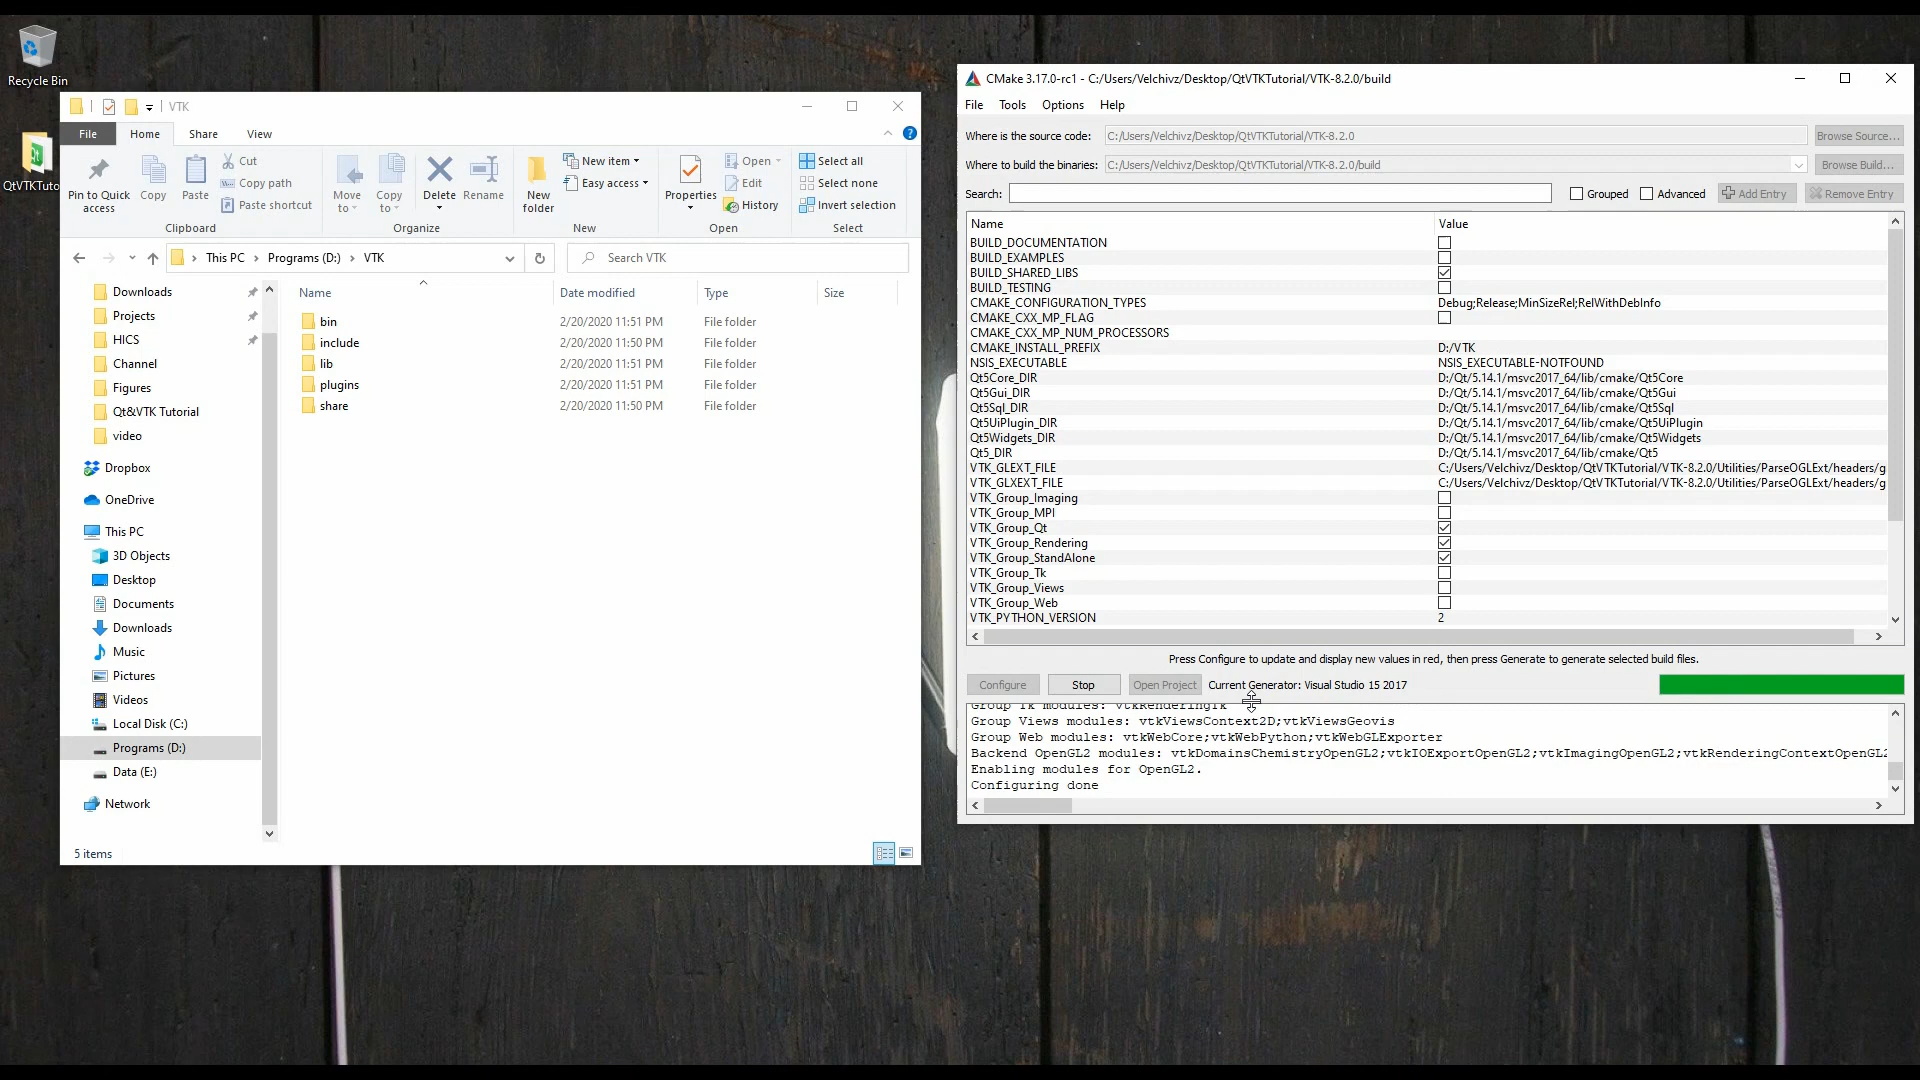 Recycle Bin
QtVTKTuto
VTK
File
Home
Share
View
Pin to Quick access
Copy
Paste
Cut
Copy path
Paste shortcut
Clipboard
Move to
Copy to
Delete
Rename
Organize
New folder
New item
Easy access
New
Properties
Open
Edit
History
Open
Select all
Select none
Invert selection
Select
This PC
Programs (D:)
VTK
Search VTK
Downloads
Projects
HICS
Channel
Figures
Qt&VTK Tutorial
video
Dropbox
OneDrive
This PC
3D Objects
Desktop
Documents
Downloads
Music
Pictures
Videos
Local Disk (C:)
Programs (D:)
Data (E:)
Network
Name Date modified Type Size
bin 2/20/2020 11:51 PM File folder
include 2/20/2020 11:50 PM File folder
lib 2/20/2020 11:51 PM File folder
plugins 2/20/2020 11:51 PM File folder
share 2/20/2020 11:50 PM File folder
5 items
CMake 3.17.0-rc1 - C:/Users/Velchivz/Desktop/QtVTKTutorial/VTK-8.2.0/build
File Tools Options Help
Where is the source code: C:/Users/Velchivz/Desktop/QtVTKTutorial/VTK-8.2.0 Browse Source...
Where to build the binaries: C:/Users/Velchivz/Desktop/QtVTKTutorial/VTK-8.2.0/build Browse Build...
Search: Grouped Advanced Add Entry Remove Entry
Name Value
BUILD_DOCUMENTATION
BUILD_EXAMPLES
BUILD_SHARED_LIBS
BUILD_TESTING
CMAKE_CONFIGURATION_TYPES Debug;Release;MinSizeRel;RelWithDebInfo
CMAKE_CXX_MP_FLAG
CMAKE_CXX_MP_NUM_PROCESSORS
CMAKE_INSTALL_PREFIX D:/VTK
NSIS_EXECUTABLE NSIS_EXECUTABLE-NOTFOUND
Qt5Core_DIR D:/Qt/5.14.1/msvc2017_64/lib/cmake/Qt5Core
Qt5Gui_DIR D:/Qt/5.14.1/msvc2017_64/lib/cmake/Qt5Gui
Qt5Sql_DIR D:/Qt/5.14.1/msvc2017_64/lib/cmake/Qt5Sql
Qt5UiPlugin_DIR D:/Qt/5.14.1/msvc2017_64/lib/cmake/Qt5UiPlugin
Qt5Widgets_DIR D:/Qt/5.14.1/msvc2017_64/lib/cmake/Qt5Widgets
Qt5_DIR D:/Qt/5.14.1/msvc2017_64/lib/cmake/Qt5
VTK_GLEXT_FILE C:/Users/Velchivz/Desktop/QtVTKTutorial/VTK-8.2.0/Utilities/ParseOGLExt/headers/g
VTK_GLXEXT_FILE C:/Users/Velchivz/Desktop/QtVTKTutorial/VTK-8.2.0/Utilities/ParseOGLExt/headers/g
VTK_Group_Imaging
VTK_Group_MPI
VTK_Group_Qt
VTK_Group_Rendering
VTK_Group_StandAlone
VTK_Group_Tk
VTK_Group_Views
VTK_Group_Web
VTK_PYTHON_VERSION 2
Press Configure to update and display new values in red, then press Generate to generate selected build files.
Configure Stop Open Project Current Generator: Visual Studio 15 2017
Group Tk modules: vtkRenderingTk
Group Views modules: vtkViewsContext2D;vtkViewsGeovis
Group Web modules: vtkWebCore;vtkWebPython;vtkWebGLExporter
Backend OpenGL2 modules: vtkDomainsChemistryOpenGL2;vtkIOExportOpenGL2;vtkImagingOpenGL2;vtkRenderingContextOpenGL2
Enabling modules for OpenGL2.
Configuring done